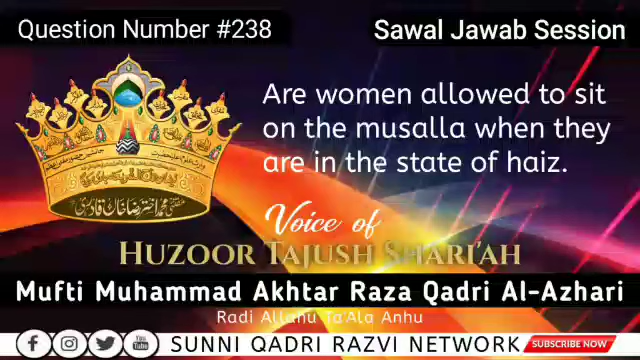 Question Number #238
Sawal Jawab Session
Are women allowed to sit
on the musalla when they
are in the state of haiz.
Voice of
HUZOOR TAJUSH SHARI'AH
Mufti Muhammad Akhtar Raza Qadri Al-Azhari
Radi Allahu Ta'Ala Anhu
You
Tube
SUNNI QADRI RAZVI NETWORK
SUBSCRIBE NOW